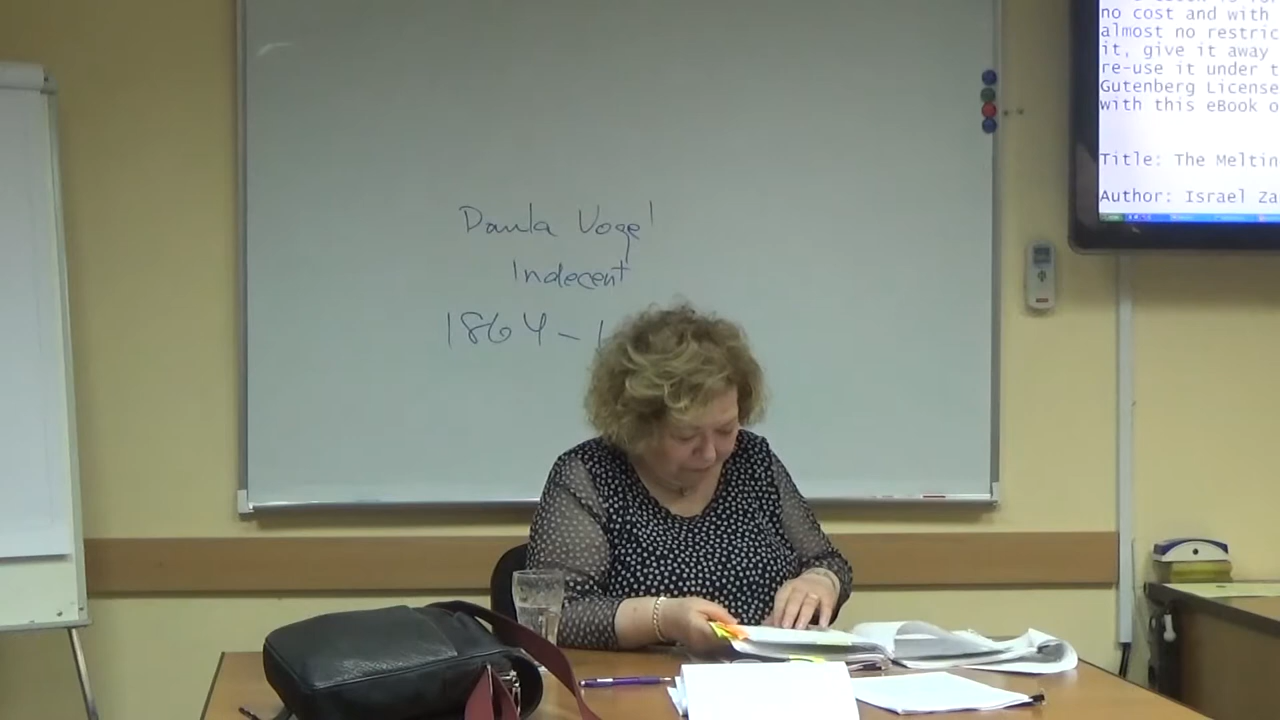 Paula Vogel
Indecent
1864 -
no cost and with
almost no restric
it, give it away
re-use it under t
Gutenberg License
with this eBook o
Title: The Meltin
Author: Israel Za